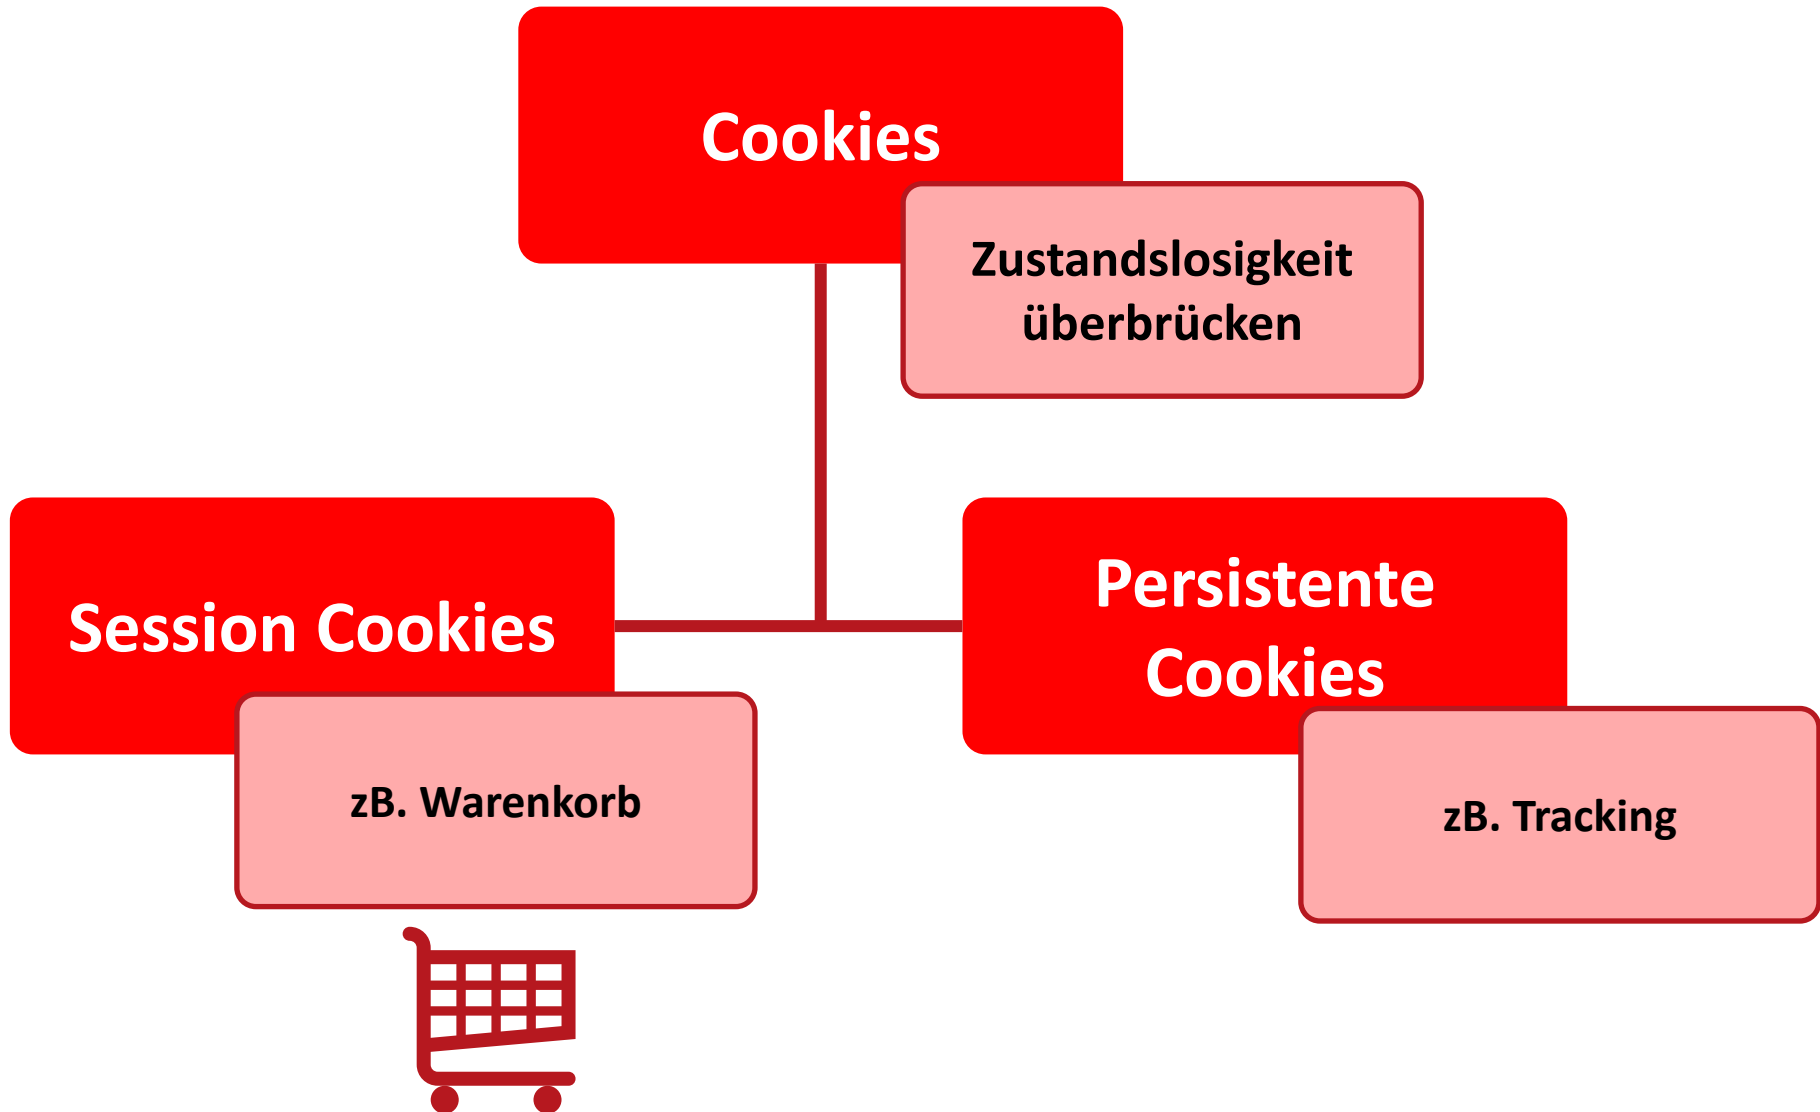 Cookies
Zustandslosigkeit
überbrücken
Session Cookies
zB. Warenkorb
Persistente
Cookies
zB. Tracking